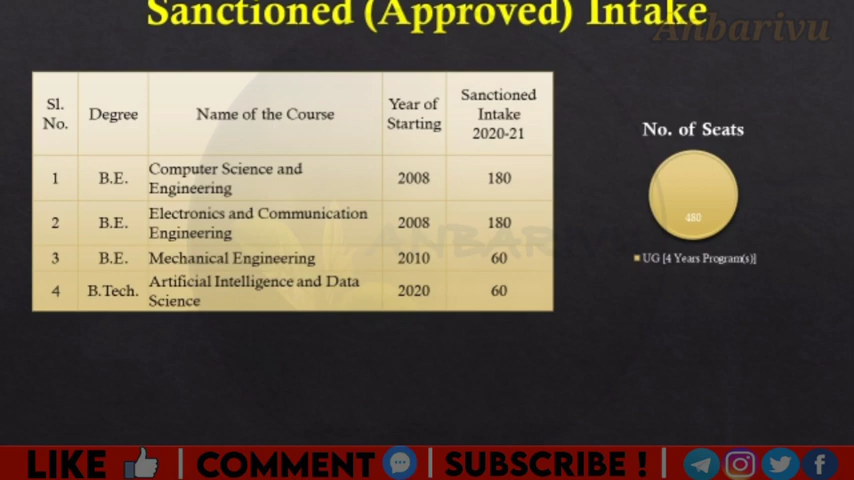 Sanctioned (Approved) Intake
Anbarivu
Sl. No. Degree Name of the Course Year of Starting Sanctioned Intake 2020-21
1 B.E. Computer Science and Engineering 2008 180
2 B.E. Electronics and Communication Engineering 2008 180
3 B.E. Mechanical Engineering 2010 60
4 B.Tech. Artificial Intelligence and Data Science 2020 60
No. of Seats
480
UG [4 Years Program(s)]
LIKE | COMMENT | SUBSCRIBE ! |